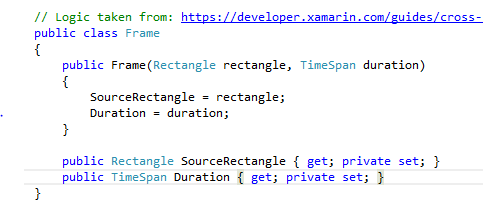 // Logic taken from: https://developer.xamarin.com/guides/cross-
public class Frame
{
public Frame(Rectangle rectangle, TimeSpan duration)
{
SourceRectangle = rectangle;
Duration = duration;
}
public Rectangle SourceRectangle { get; private set; }
public TimeSpan Duration { get; private set; }
}